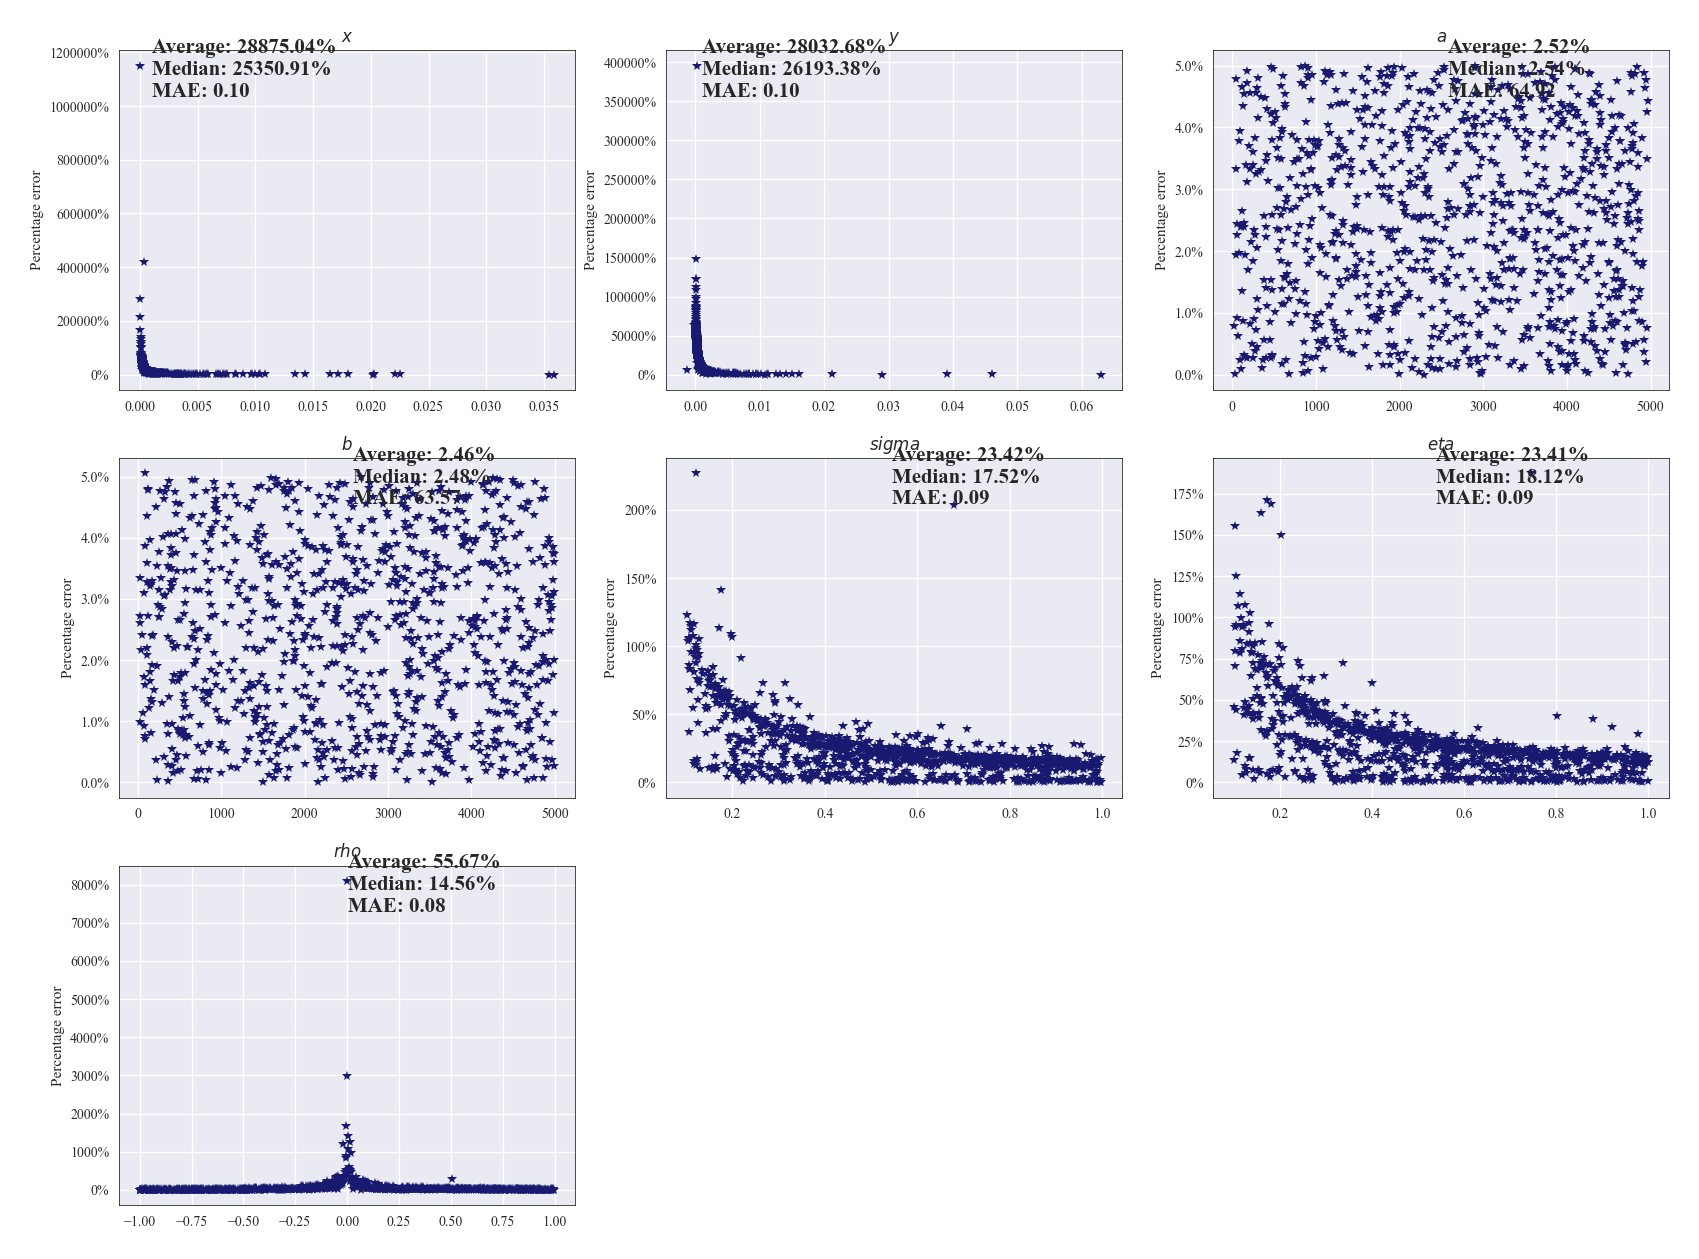 x
Average: 28875.04%
Median: 25350.91%
MAE: 0.10
Percentage error
1200000%
1000000%
800000%
600000%
400000%
200000%
0%
0.000 0.005 0.010 0.015 0.020 0.025 0.030 0.035
y
Average: 28032.68%
Median: 26193.38%
MAE: 0.10
Percentage error
400000%
350000%
300000%
250000%
200000%
150000%
100000%
50000%
0%
0.00 0.01 0.02 0.03 0.04 0.05 0.06
a
Average: 2.52%
Median: 2.54%
MAE: 64.92
Percentage error
5.0%
4.0%
3.0%
2.0%
1.0%
0.0%
0 1000 2000 3000 4000 5000
b
Average: 2.46%
Median: 2.48%
MAE: 63.57
Percentage error
5.0%
4.0%
3.0%
2.0%
1.0%
0.0%
0 1000 2000 3000 4000 5000
sigma
Average: 23.42%
Median: 17.52%
MAE: 0.09
Percentage error
200%
150%
100%
50%
0%
0.2 0.4 0.6 0.8 1.0
eta
Average: 23.41%
Median: 18.12%
MAE: 0.09
Percentage error
175%
150%
125%
100%
75%
50%
25%
0%
0.2 0.4 0.6 0.8 1.0
rho
Average: 55.67%
Median: 14.56%
MAE: 0.08
Percentage error
8000%
7000%
6000%
5000%
4000%
3000%
2000%
1000%
0%
−1.00 −0.75 −0.50 −0.25 0.00 0.25 0.50 0.75 1.00